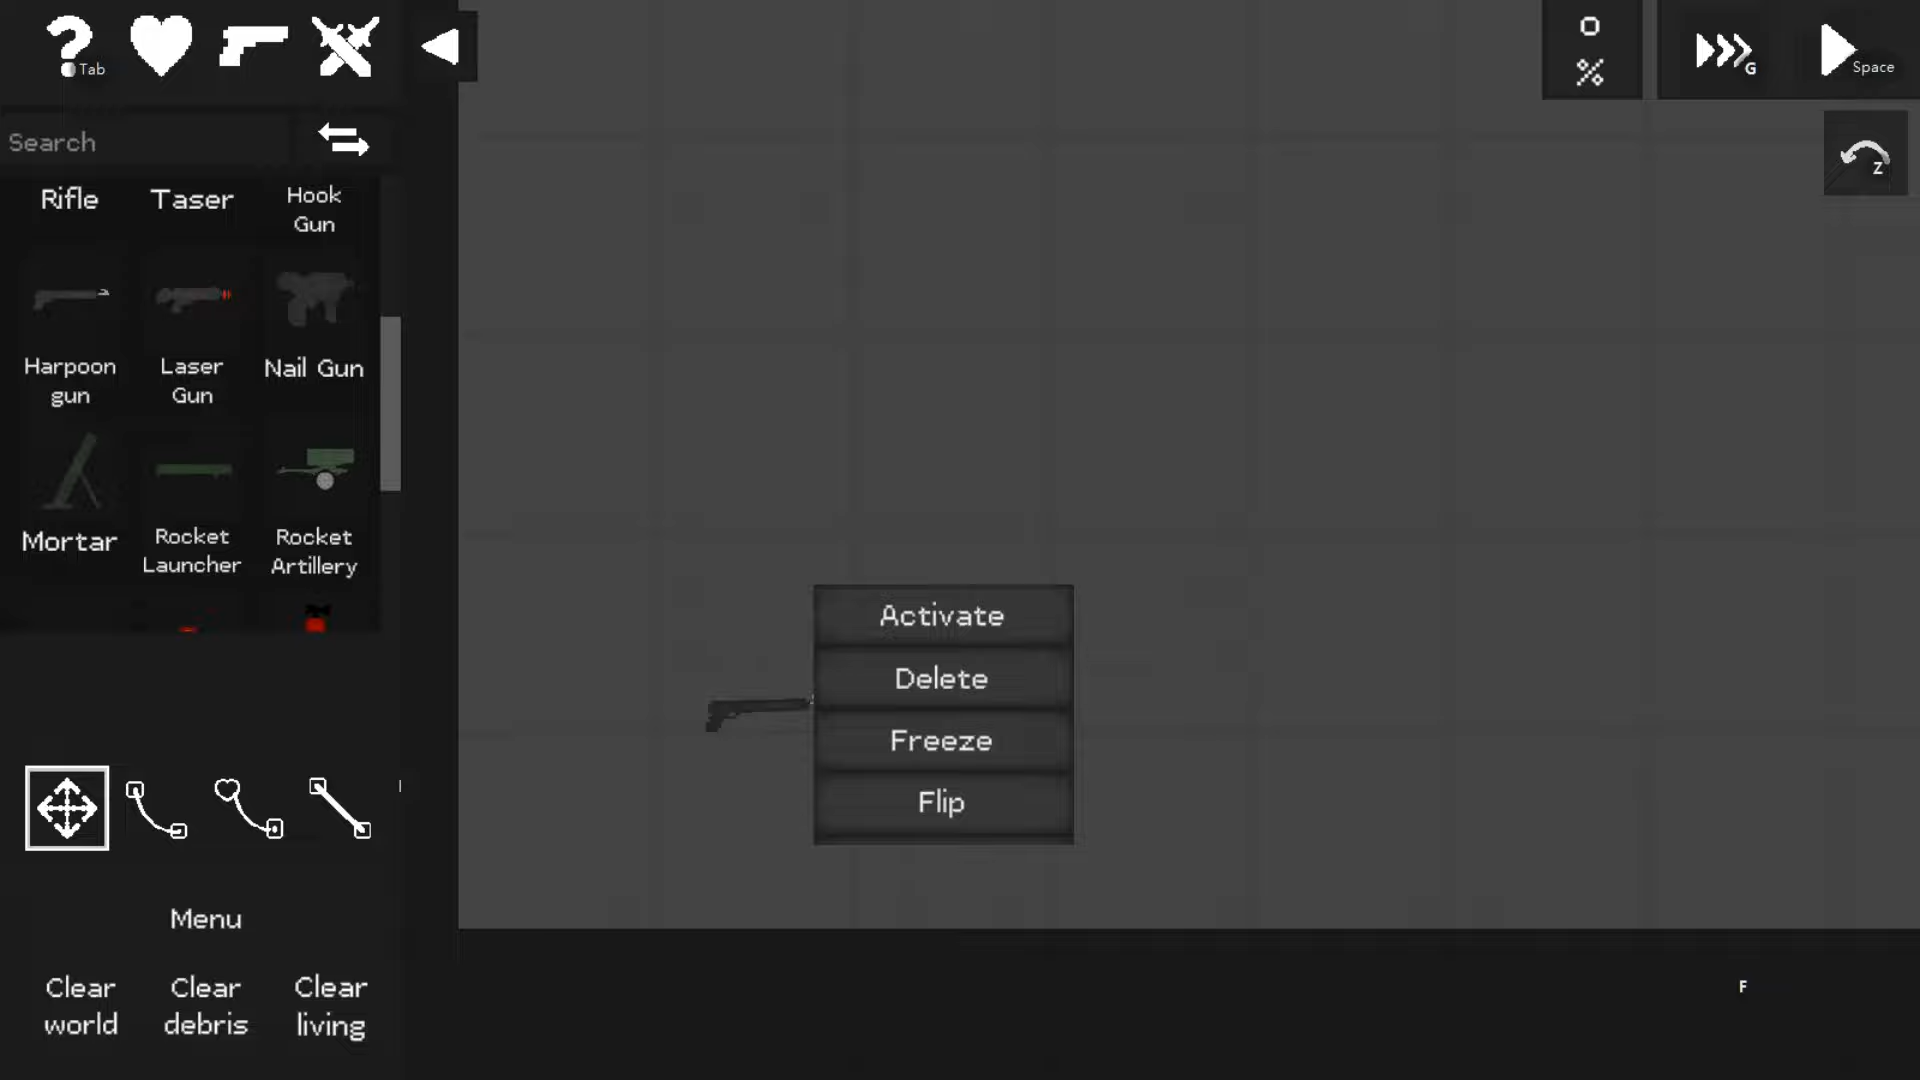 Tab
G
Space
Search
Z
Rifle
Taser
Hook
Gun
Harpoon
gun
Laser
Gun
Nail Gun
Mortar
Rocket
Launcher
Rocket
Artillery
Activate
Delete
Freeze
Flip
Menu
Clear
world
Clear
debris
Clear
living
F